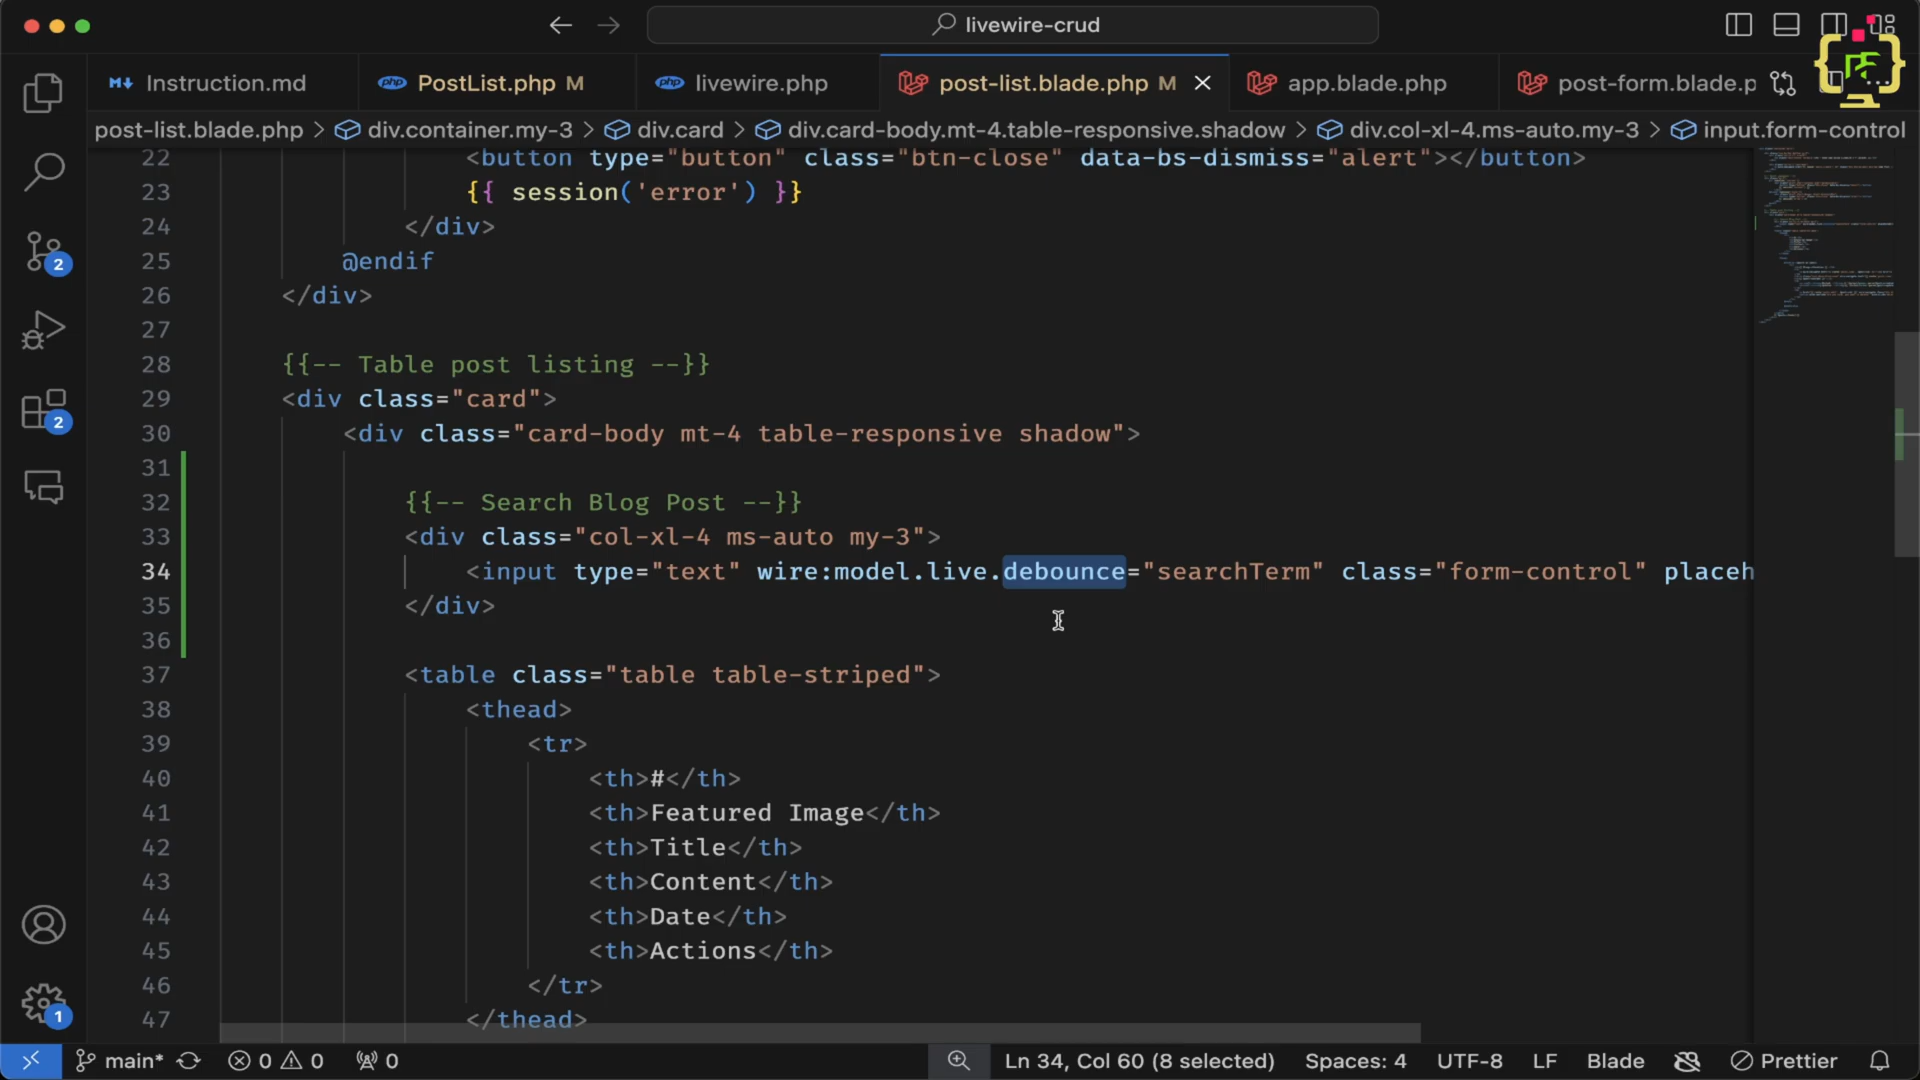 livewire-crud
Instruction.md
PostList.php M
livewire.php
post-list.blade.php M
app.blade.php
post-form.blade.p
post-list.blade.php > div.container.my-3 > div.card > div.card-body.mt-4.table-responsive.shadow > div.col-xl-4.ms-auto.my-3 > input.form-control
22 <button type="button" class="btn-close" data-bs-dismiss="alert"></button>
23 {{ session('error') }}
24 </div>
25 @endif
26 </div>
27
28 {{-- Table post listing --}}
29 <div class="card">
30 <div class="card-body mt-4 table-responsive shadow">
31
32 {{-- Search Blog Post --}}
33 <div class="col-xl-4 ms-auto my-3">
34 <input type="text" wire:model.live.debounce="searchTerm" class="form-control" placeh
35 </div>
36
37 <table class="table table-striped">
38 <thead>
39 <tr>
40 <th>#</th>
41 <th>Featured Image</th>
42 <th>Title</th>
43 <th>Content</th>
44 <th>Date</th>
45 <th>Actions</th>
46 </tr>
47 </thead>
2
2
1
main* 0 0 0 Ln 34, Col 60 (8 selected) Spaces: 4 UTF-8 LF Blade Prettier